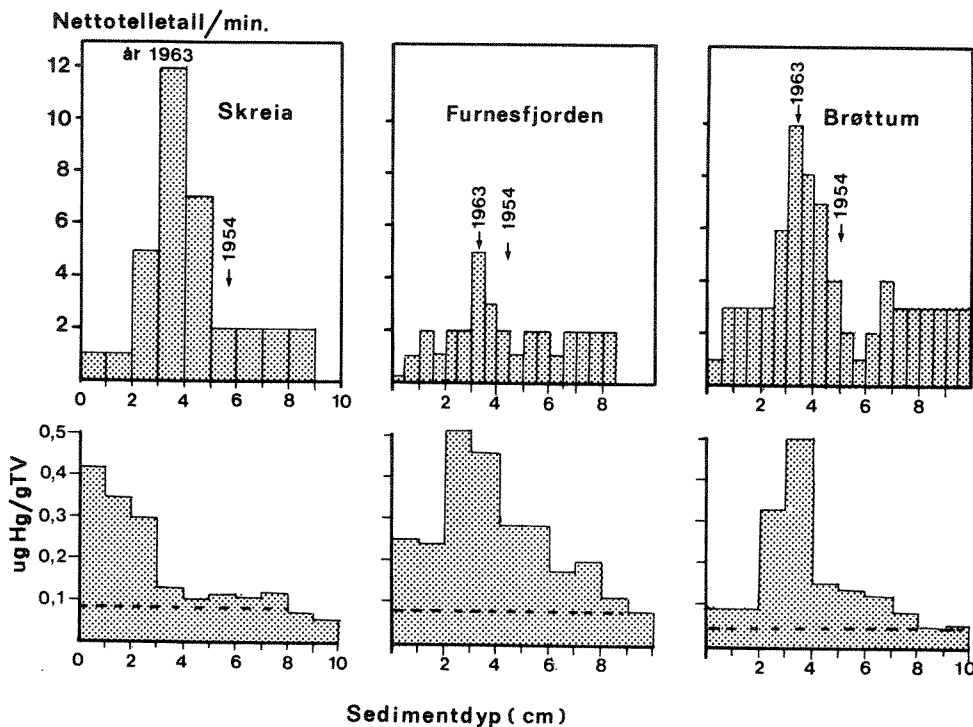 Nettotelletall/min.
år 1963
Skreia
1954
12
10
8
6
4
2
0 2 4 6 8 10
Furnesfjorden
1963
1954
2 4 6 8
Brøttum
1963
1954
2 4 6 8 10
ug Hg/gTV
0,5
0,4
0,3
0,2
0,1
0 2 4 6 8 10
2 4 6 8
2 4 6 8 10
Sedimentdyp (cm)